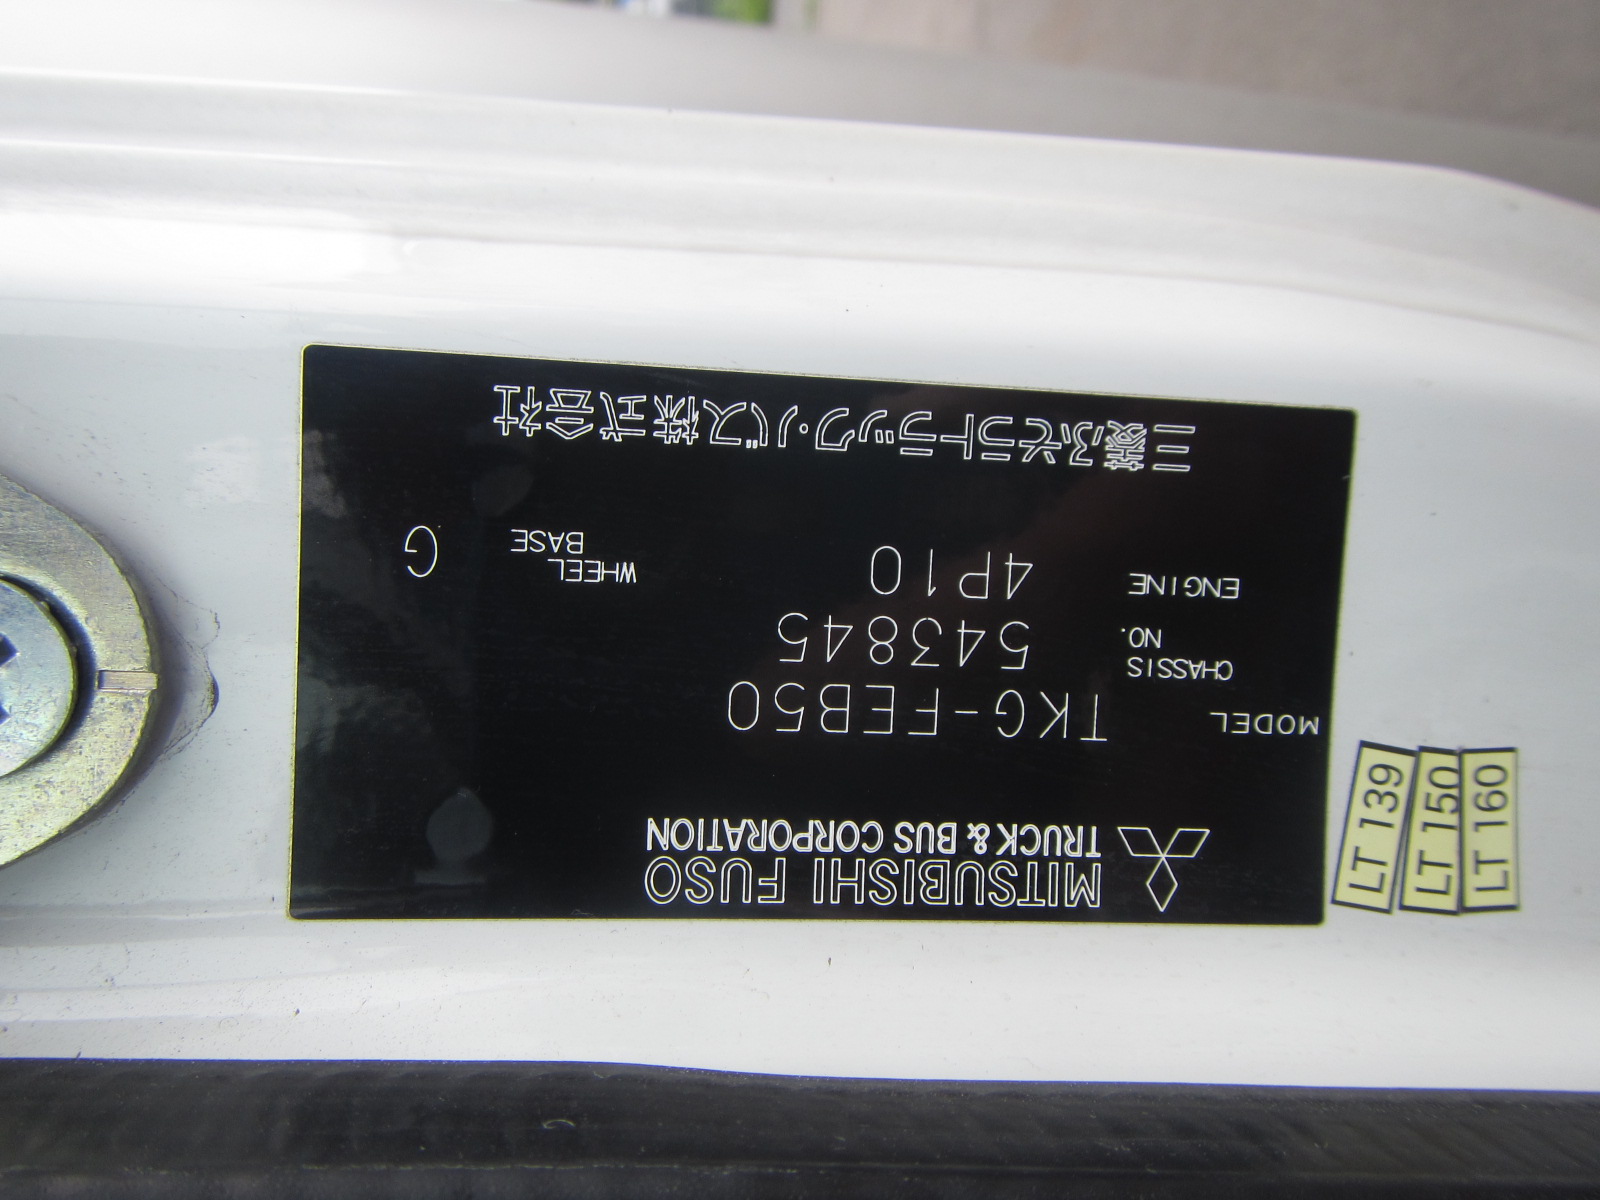 MITSUBISHI FUSO
TRUCK & BUS CORPORATION
MODEL TKG-FEB50
CHASSIS NO. 543845
ENGINE 4P10
WHEEL BASE G
三菱ふそうトラック・バス株式会社
LT 139
LT 150
LT 160